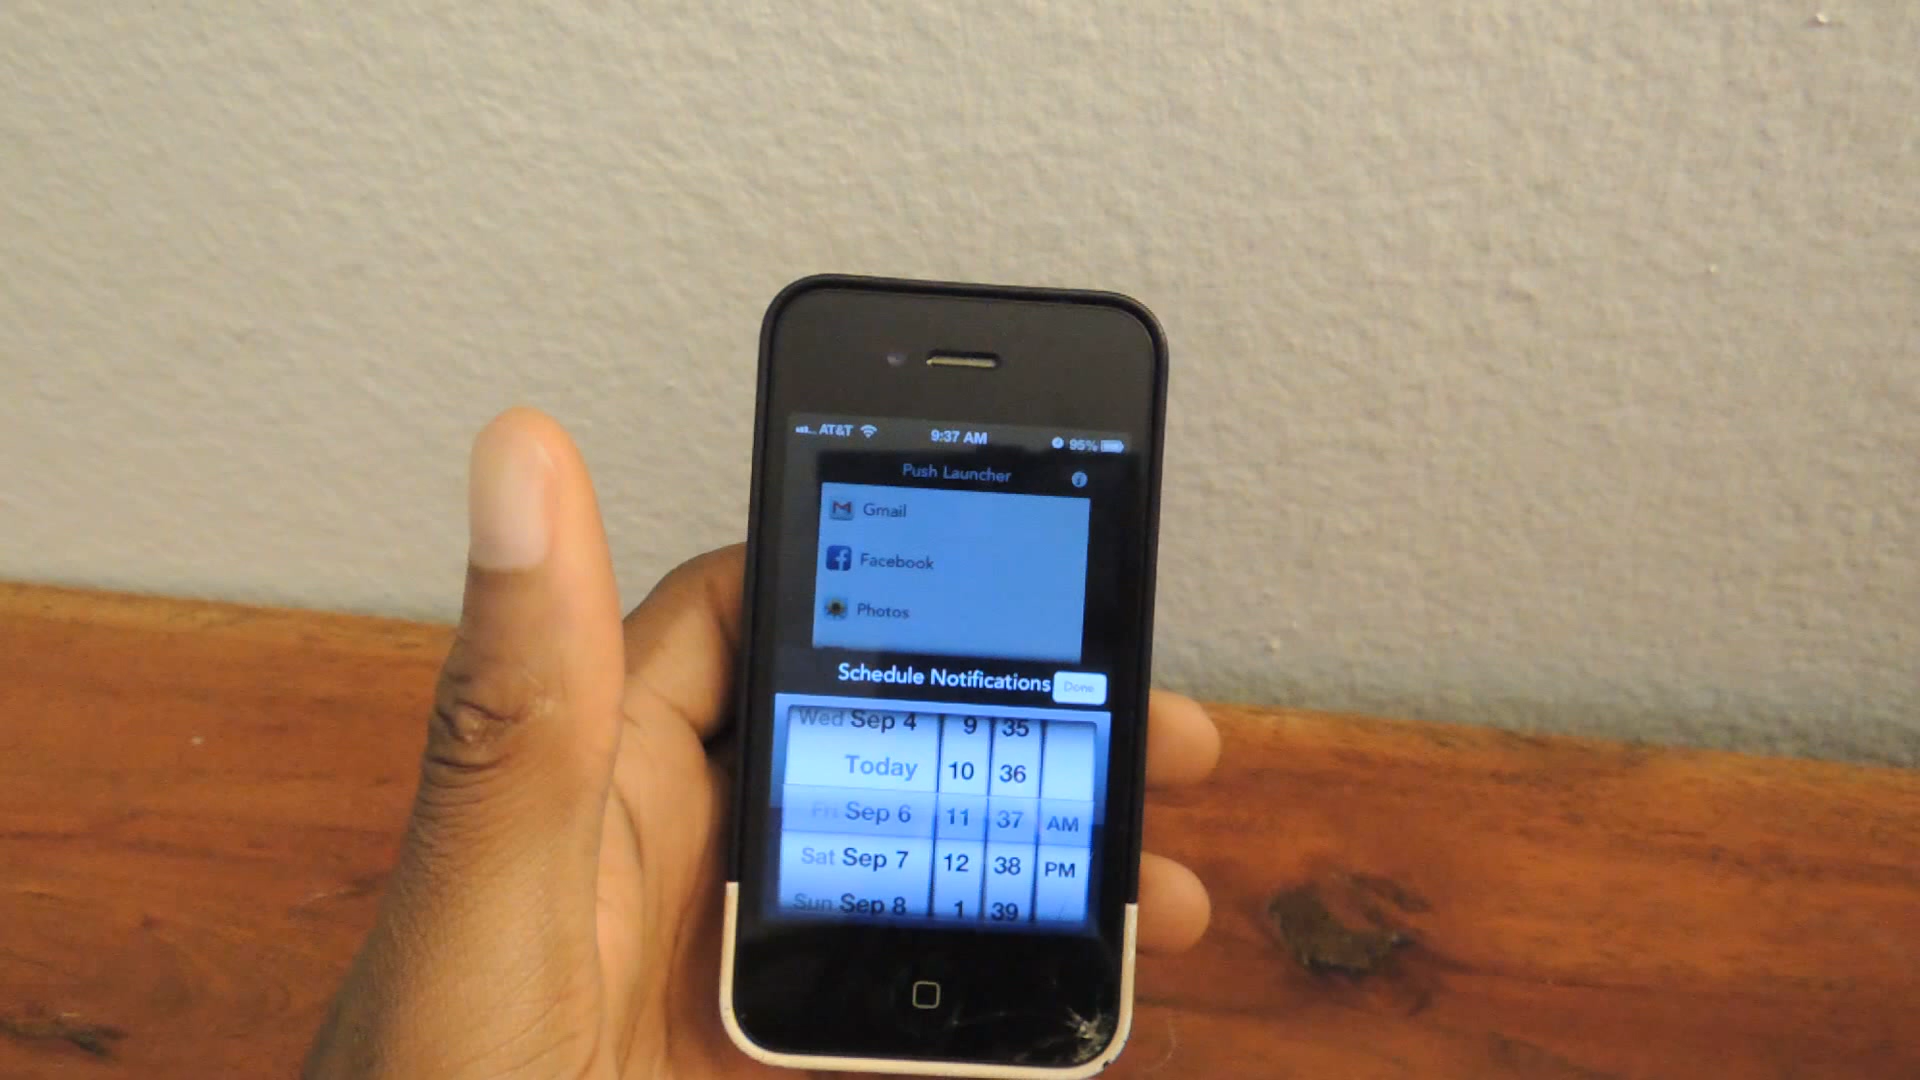 AT&T 9:37 AM 95%
Push Launcher
Gmail
Facebook
Photos
Schedule Notifications Done
Wed Sep 4 9 35
Today 10 36
Fri Sep 6 11 37 AM
Sat Sep 7 12 38 PM
Sun Sep 8 1 39